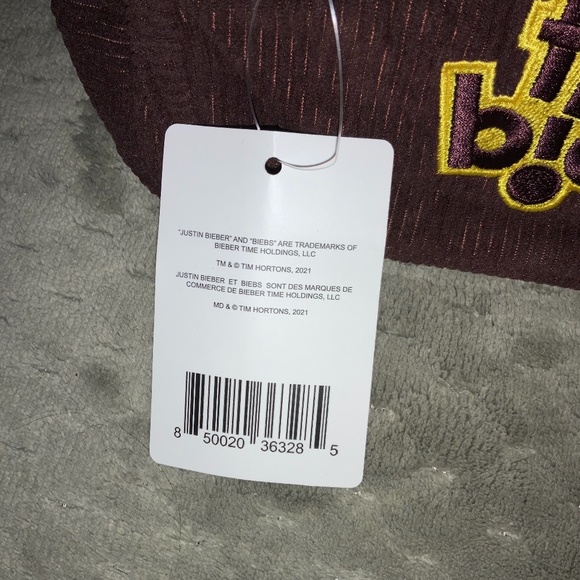 "JUSTIN BIEBER" AND "BIEBS" ARE TRADEMARKS OF
BIEBER TIME HOLDINGS, LLC
TM & © TIM HORTONS, 2021
JUSTIN BIEBER ET BIEBS SONT DES MARQUES DE
COMMERCE DE BIEBER TIME HOLDINGS, LLC
MD & © TIM HORTONS, 2021
8 50020 36328 5